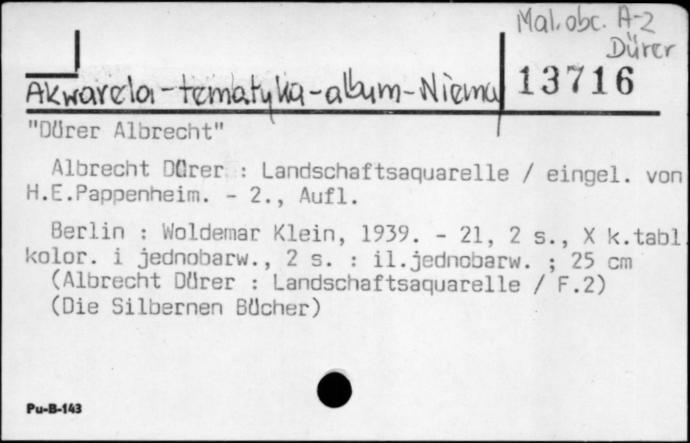 Mal. obc. A-2
Dürer
Akwarela-tematyka-album-Niemcy 13716
"Dürer Albrecht"
Albrecht Dürer : Landschaftsaquarelle / eingel. von
H.E.Pappenheim. - 2., Aufl.
Berlin : Woldemar Klein, 1939. - 21, 2 s., X k.tabl
kolor. i jednobarw., 2 s. : il.jednobarw. ; 25 cm
(Albrecht Dürer : Landschaftsaquarelle / F.2)
(Die Silbernen Bücher)
Pu-B-143